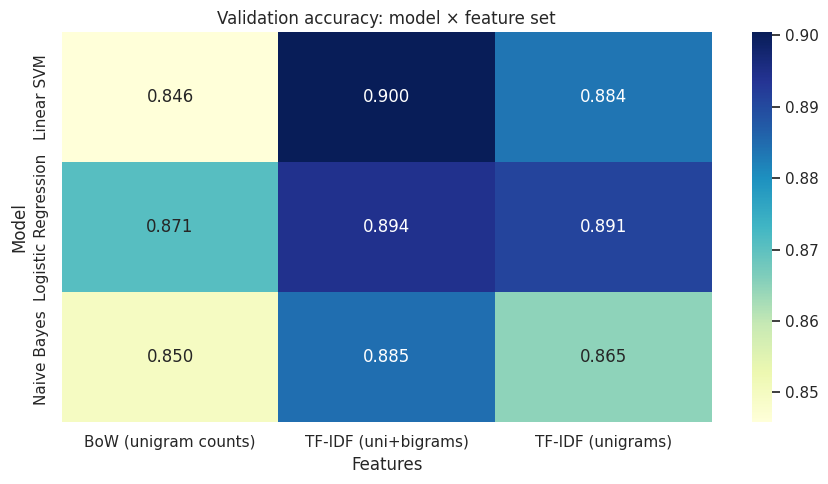 Validation accuracy: model × feature set
Model
Linear SVM
0.846 0.900 0.884
Logistic Regression
0.871 0.894 0.891
Naive Bayes
0.850 0.885 0.865
BoW (unigram counts) TF-IDF (uni+bigrams) TF-IDF (unigrams)
Features
0.90
0.89
0.88
0.87
0.86
0.85